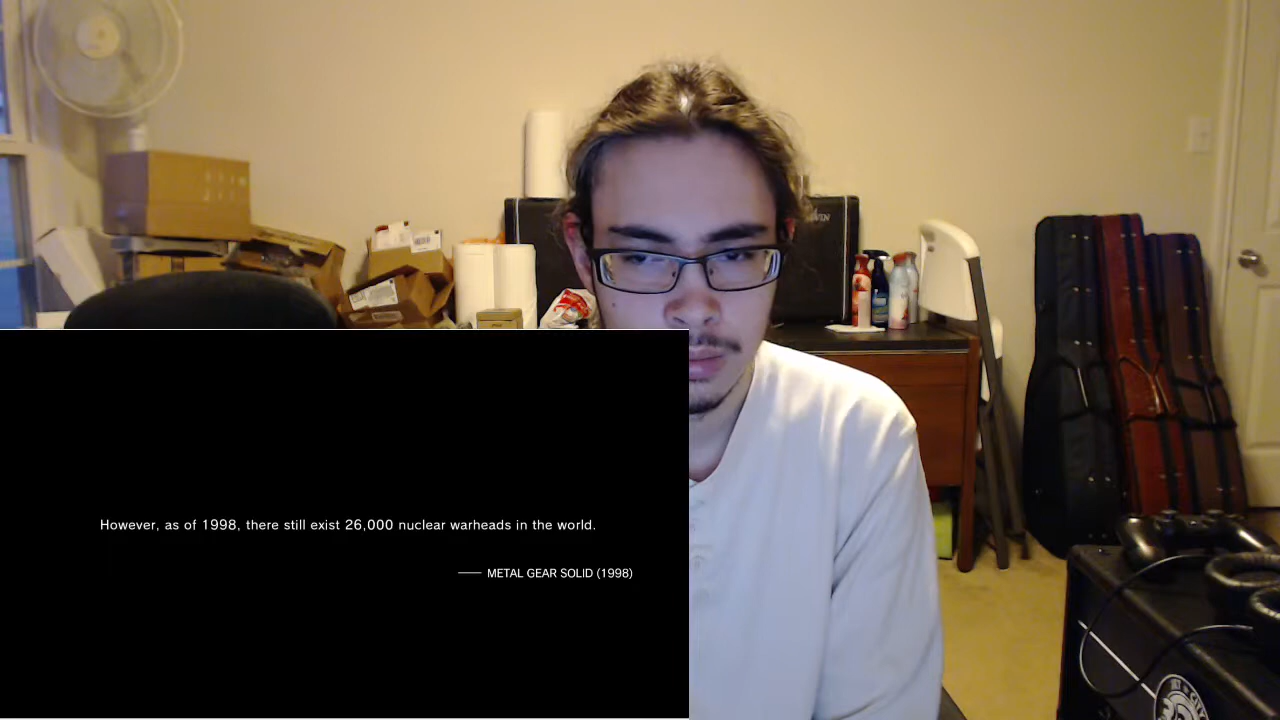 However, as of 1998, there still exist 26,000 nuclear warheads in the world.
—— METAL GEAR SOLID (1998)